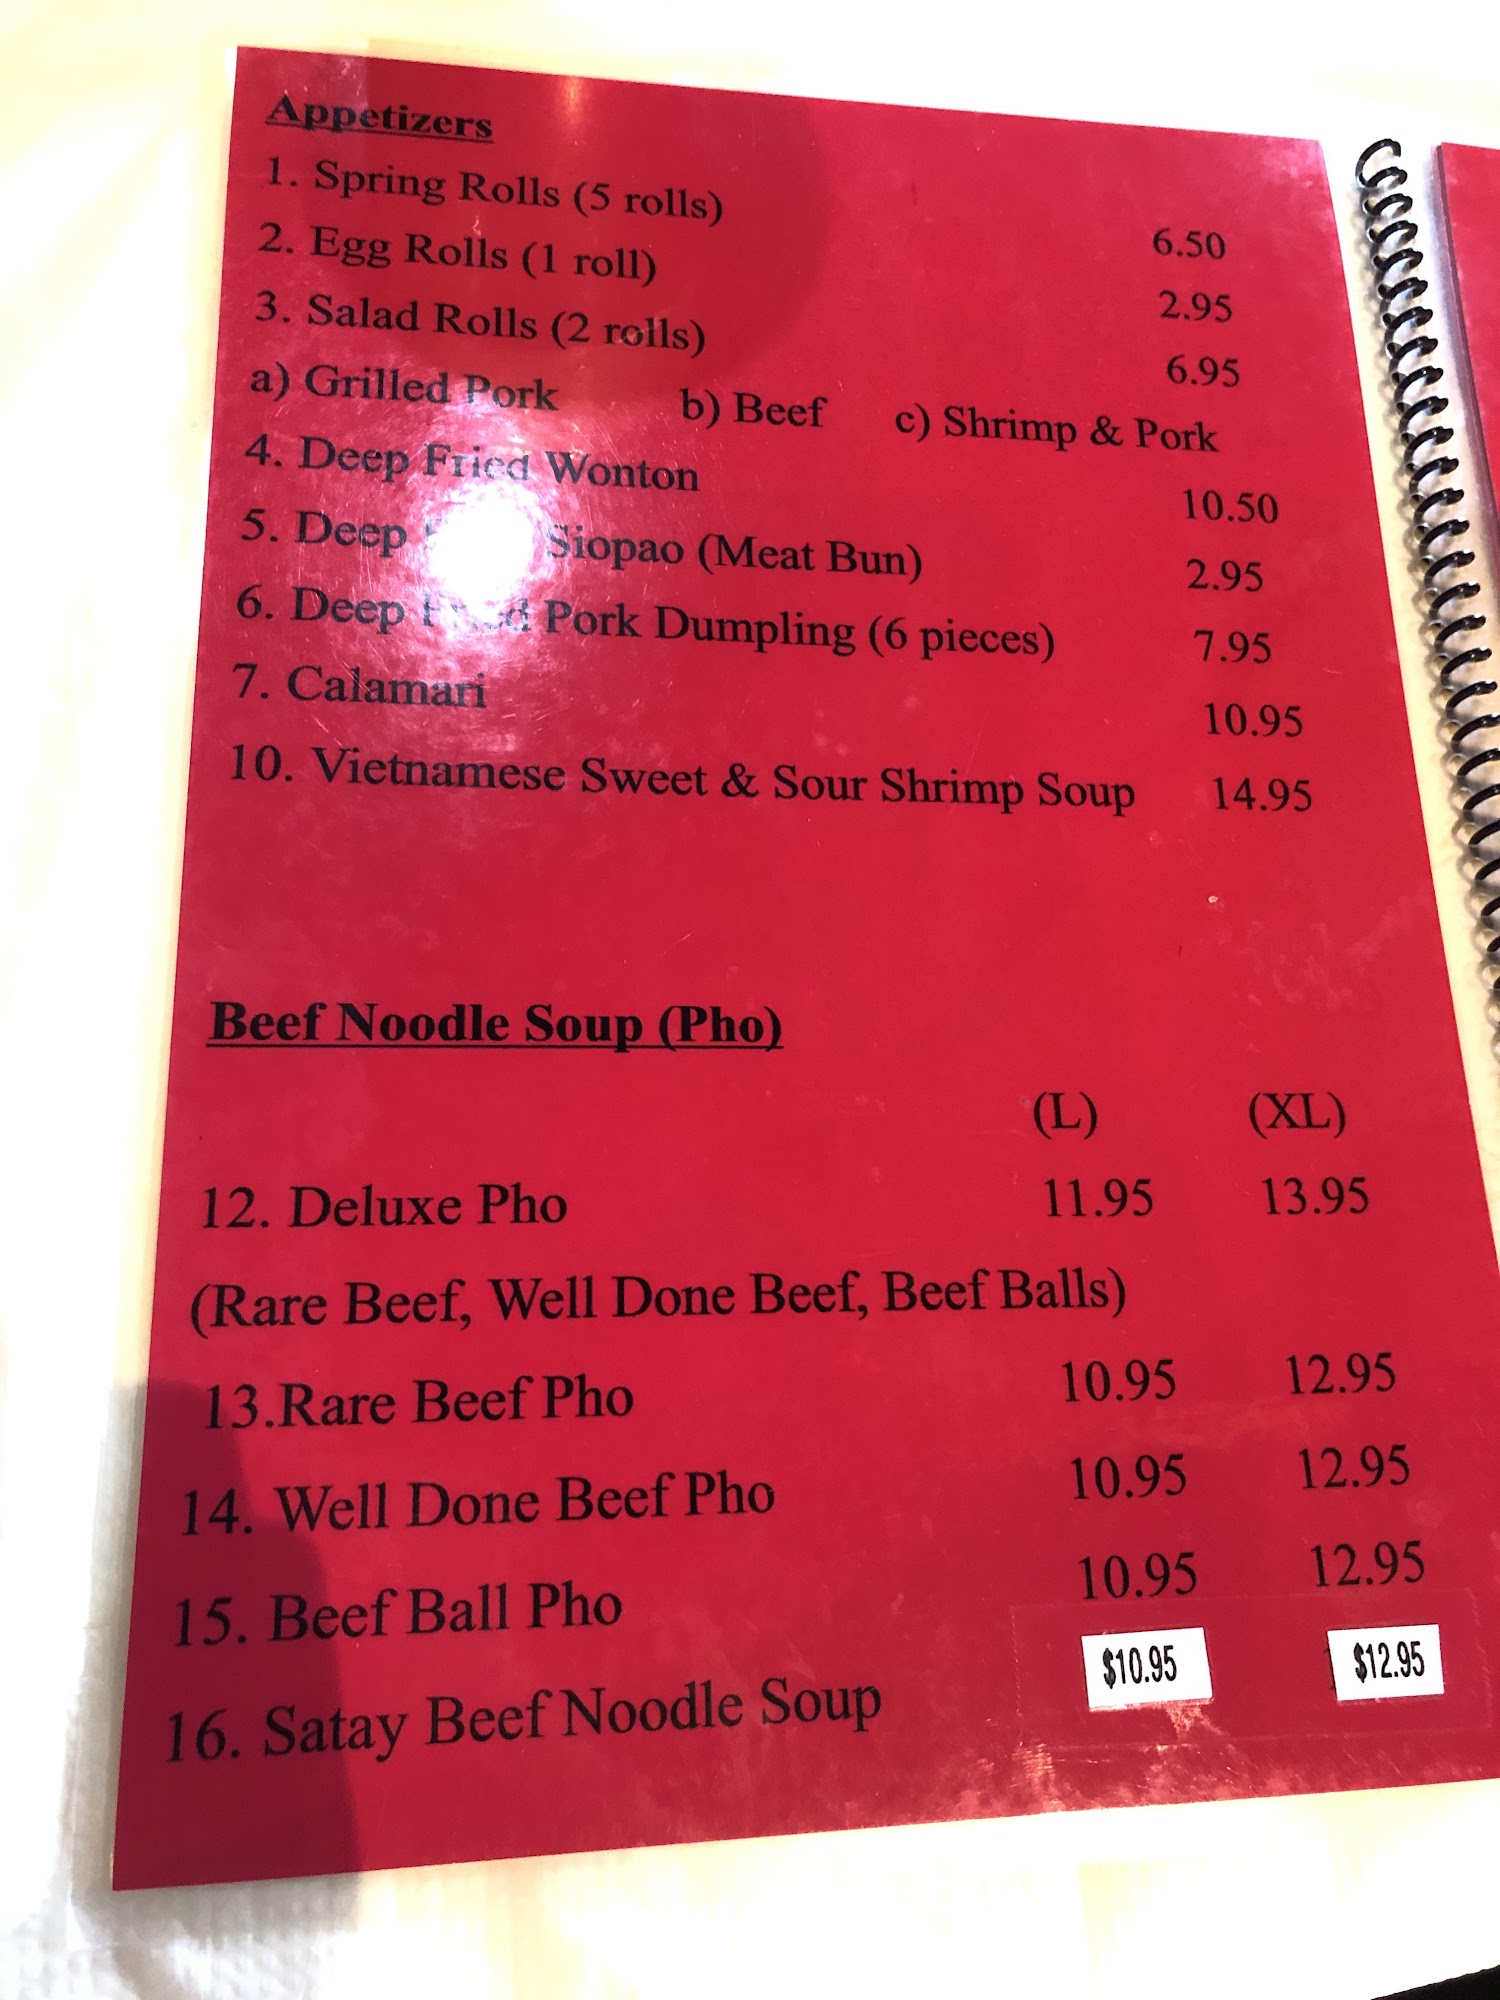 Appetizers
1. Spring Rolls (5 rolls) 6.50
2. Egg Rolls (1 roll) 2.95
3. Salad Rolls (2 rolls) 6.95
a) Grilled Pork b) Beef c) Shrimp & Pork
4. Deep Fried Wonton 10.50
5. Deep Siopao (Meat Bun) 2.95
6. Deep Fried Pork Dumpling (6 pieces) 7.95
7. Calamari 10.95
10. Vietnamese Sweet & Sour Shrimp Soup 14.95
Beef Noodle Soup (Pho)
(L) (XL)
12. Deluxe Pho 11.95 13.95
(Rare Beef, Well Done Beef, Beef Balls)
13.Rare Beef Pho 10.95 12.95
14. Well Done Beef Pho 10.95 12.95
15. Beef Ball Pho 10.95 12.95
16. Satay Beef Noodle Soup $10.95 $12.95